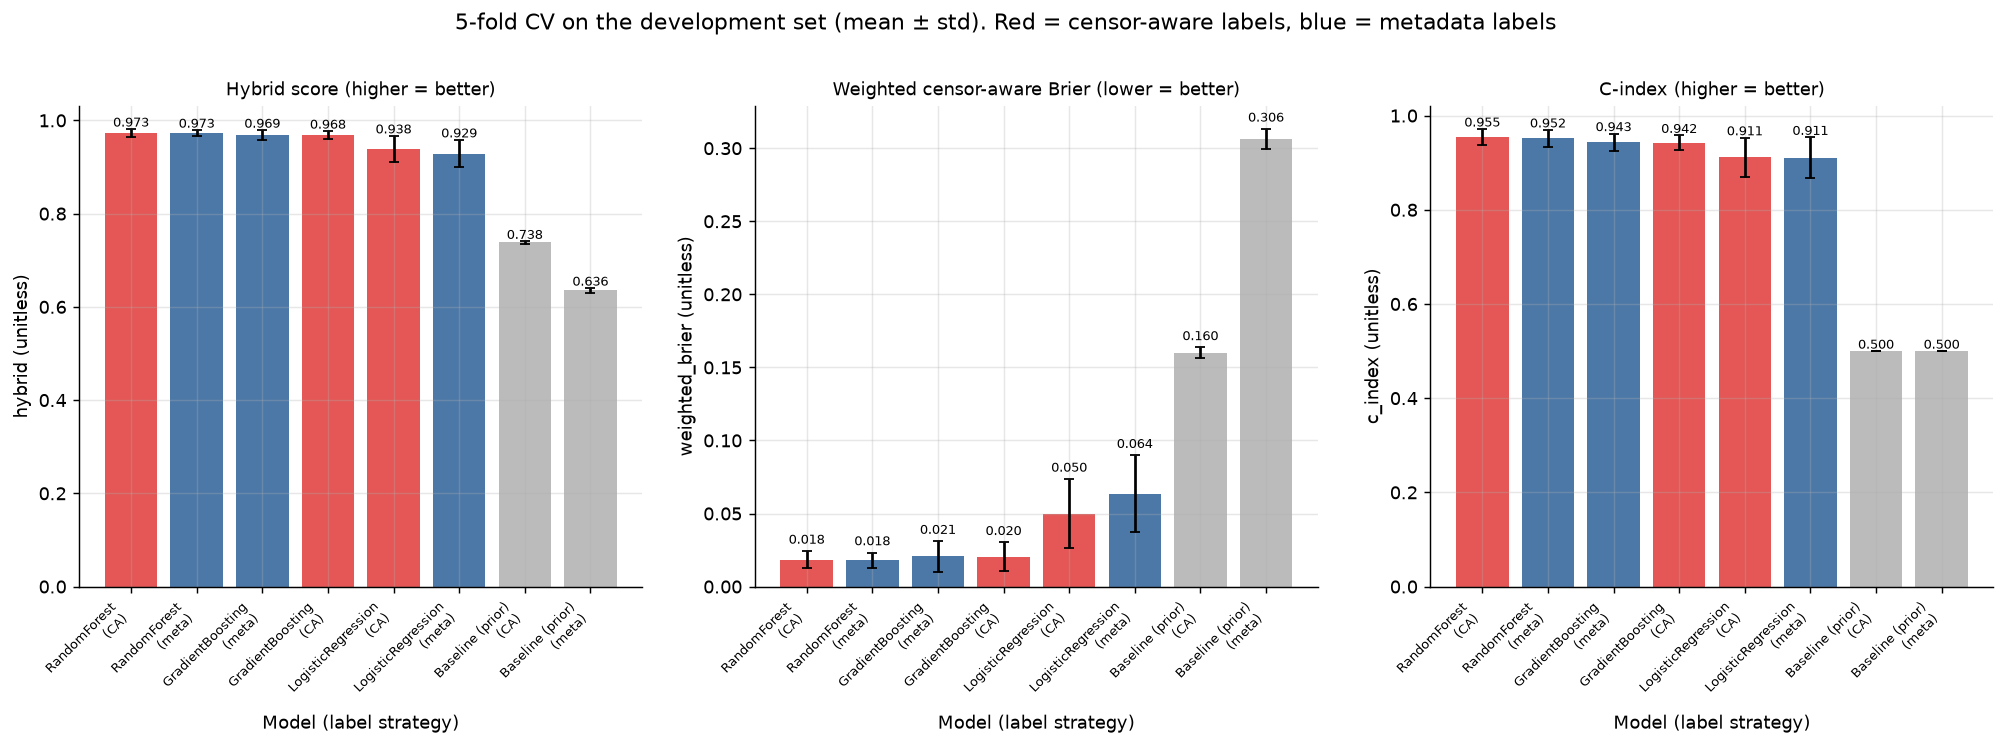 5-fold CV on the development set (mean ± std). Red = censor-aware labels, blue = metadata labels
Hybrid score (higher = better)
hybrid (unitless)
1.0
0.8
0.6
0.4
0.2
0.0
0.973
0.973
0.969
0.968
0.938
0.929
0.738
0.636
RandomForest
(CA)
RandomForest
(meta)
GradientBoosting
(meta)
GradientBoosting
(CA)
LogisticRegression
(CA)
LogisticRegression
(meta)
Baseline (prior)
(CA)
Baseline (prior)
(meta)
Model (label strategy)
Weighted censor-aware Brier (lower = better)
weighted_brier (unitless)
0.30
0.25
0.20
0.15
0.10
0.05
0.00
0.018
0.018
0.021
0.020
0.050
0.064
0.160
0.306
RandomForest
(CA)
RandomForest
(meta)
GradientBoosting
(meta)
GradientBoosting
(CA)
LogisticRegression
(CA)
LogisticRegression
(meta)
Baseline (prior)
(CA)
Baseline (prior)
(meta)
Model (label strategy)
C-index (higher = better)
c_index (unitless)
1.0
0.8
0.6
0.4
0.2
0.0
0.955
0.952
0.943
0.942
0.911
0.911
0.500
0.500
RandomForest
(CA)
RandomForest
(meta)
GradientBoosting
(meta)
GradientBoosting
(CA)
LogisticRegression
(CA)
LogisticRegression
(meta)
Baseline (prior)
(CA)
Baseline (prior)
(meta)
Model (label strategy)